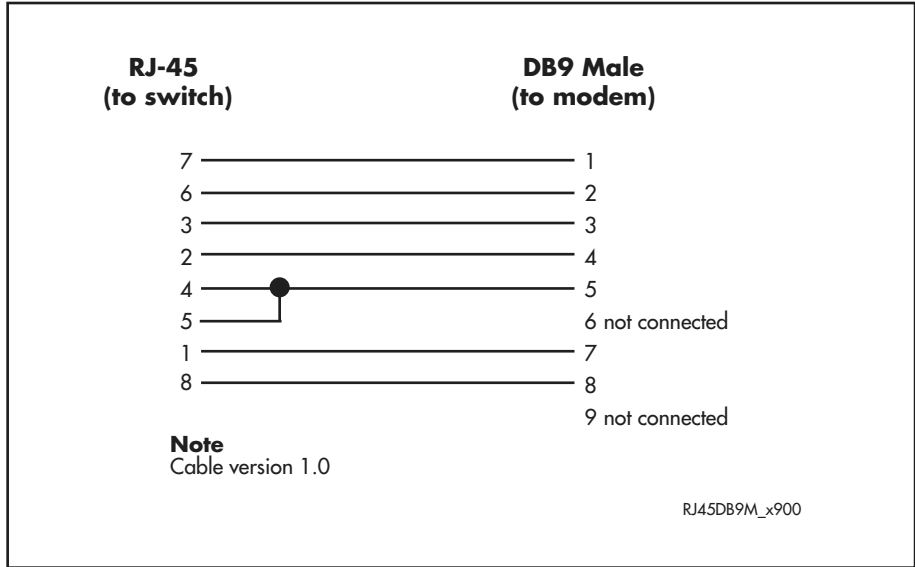 RJ-45
(to switch)
DB9 Male
(to modem)
7 1
6 2
3 3
2 4
4 5
5 6 not connected
1 7
8 8
9 not connected
Note
Cable version 1.0
RJ45DB9M_x900